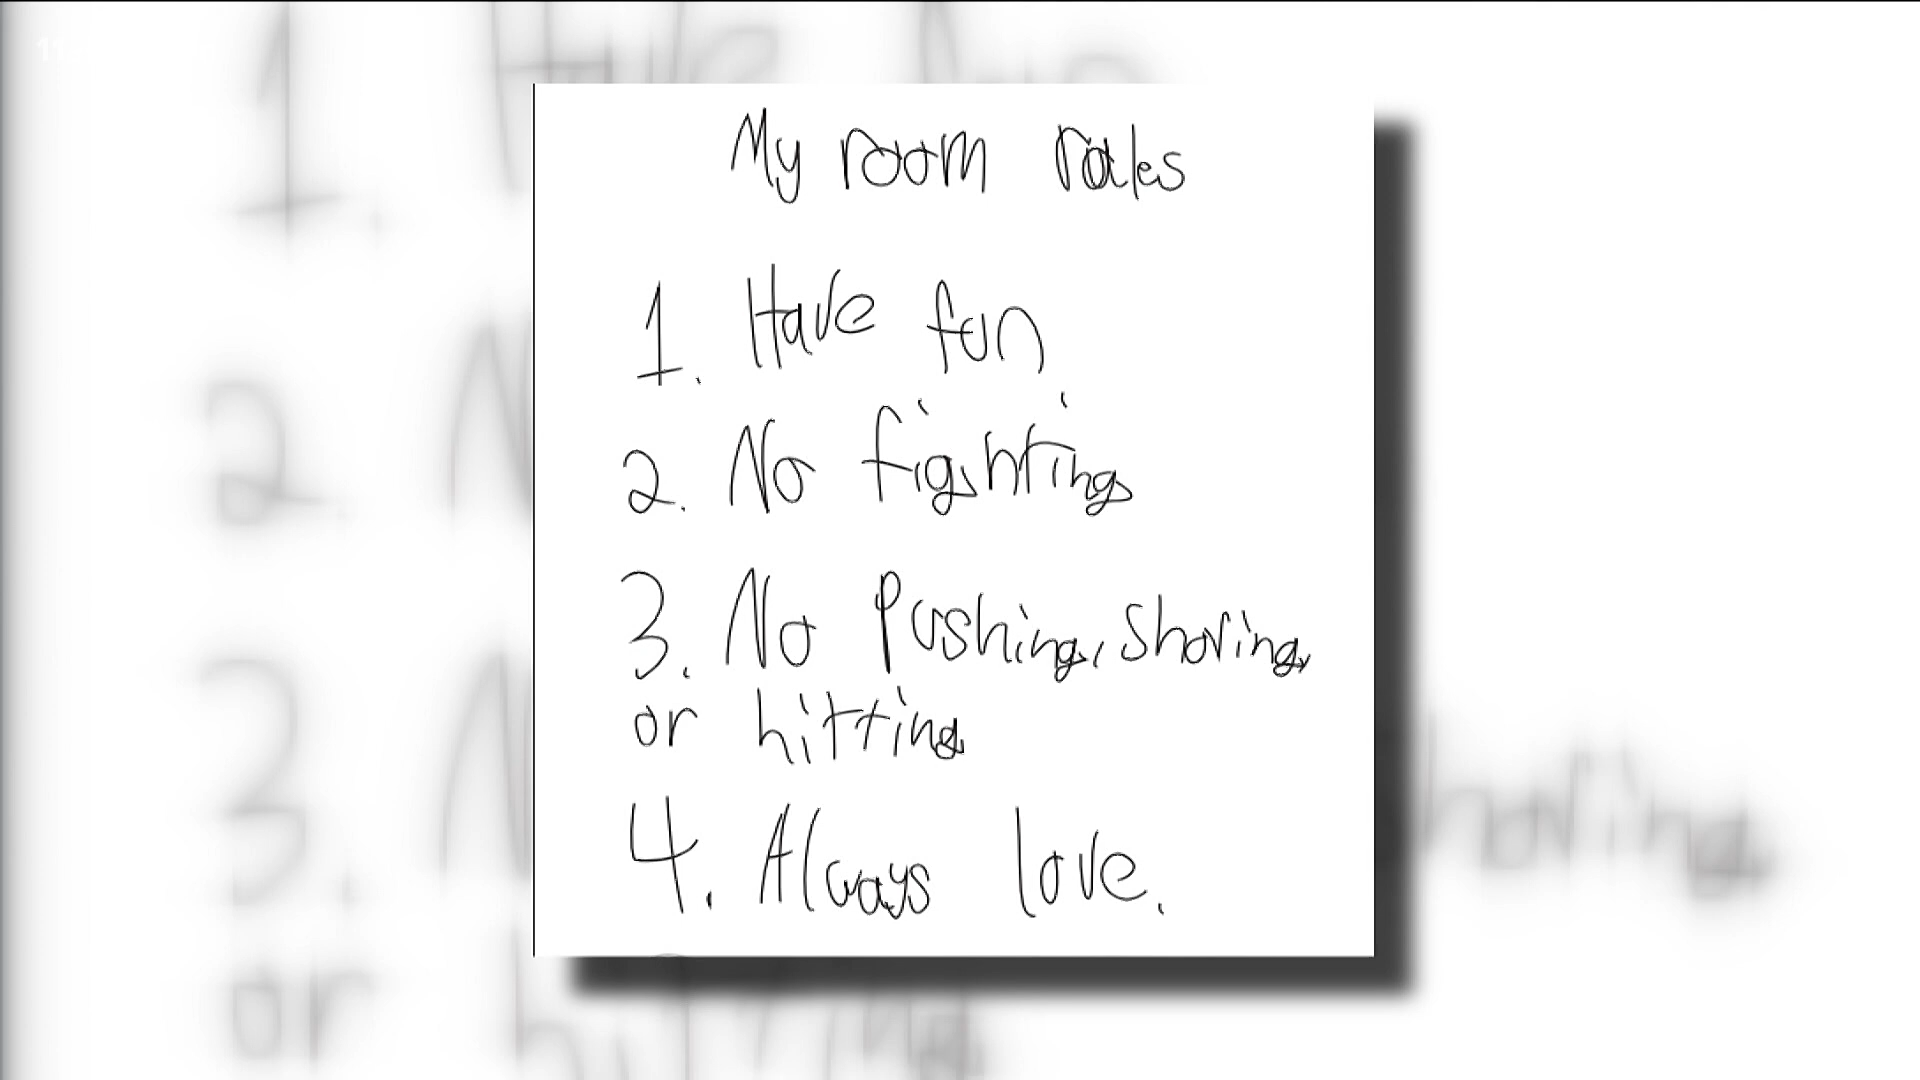 My room rules
1. Have fun
2. No fighting
3. No Pushing, Shoving,
or hitting
4. Always love.